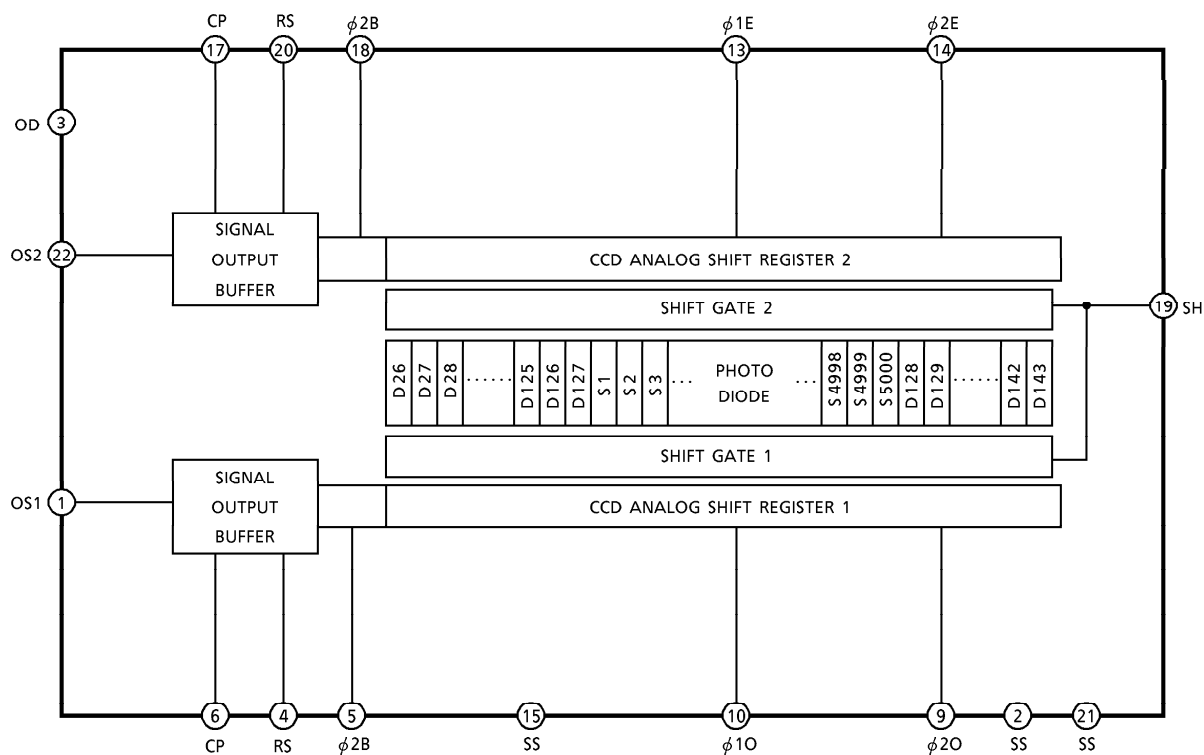 CP RS ϕ2B ϕ1E ϕ2E
17 20 18 13 14
OD 3
OS2 22
SIGNAL
OUTPUT
BUFFER
CCD ANALOG SHIFT REGISTER 2
SHIFT GATE 2
19 SH
D26 D27 D28 ...... D125 D126 D127 S1 S2 S3 ... PHOTO DIODE ... S4998 S4999 S5000 D128 D129 ...... D142 D143
SHIFT GATE 1
OS1 1
SIGNAL
OUTPUT
BUFFER
CCD ANALOG SHIFT REGISTER 1
6 4 5 15 10 9 2 21
CP RS ϕ2B SS ϕ1O ϕ2O SS SS